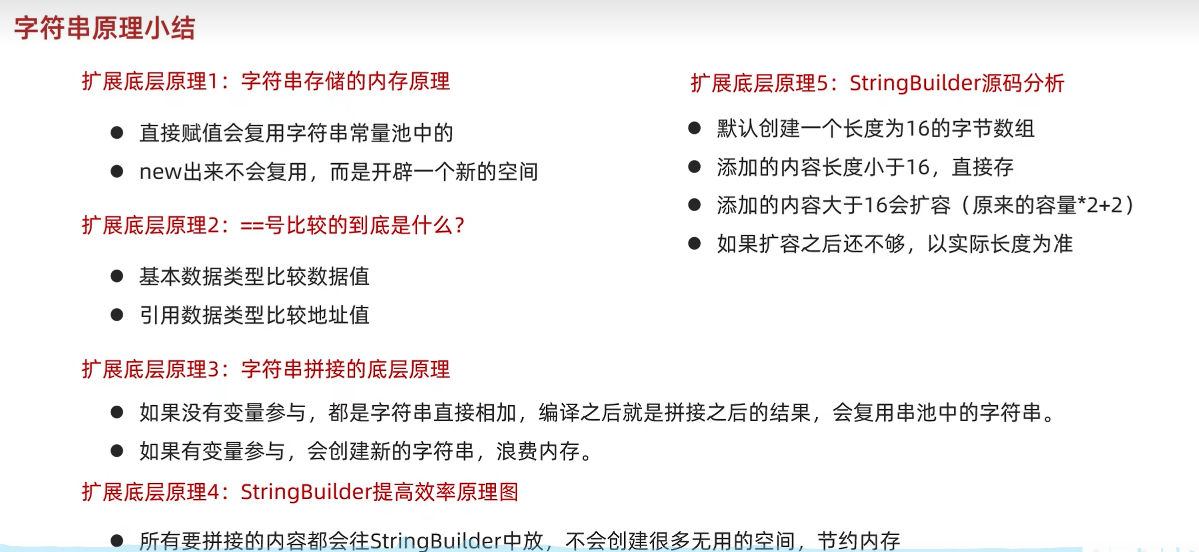 字符串原理小结
扩展底层原理1：字符串存储的内存原理
● 直接赋值会复用字符串常量池中的
● new出来不会复用，而是开辟一个新的空间
扩展底层原理2：==号比较的到底是什么？
● 基本数据类型比较数据值
● 引用数据类型比较地址值
扩展底层原理3：字符串拼接的底层原理
● 如果没有变量参与，都是字符串直接相加，编译之后就是拼接之后的结果，会复用串池中的字符串。
● 如果有变量参与，会创建新的字符串，浪费内存。
扩展底层原理4：StringBuilder提高效率原理图
● 所有要拼接的内容都会往StringBuilder中放，不会创建很多无用的空间，节约内存
扩展底层原理5：StringBuilder源码分析
● 默认创建一个长度为16的字节数组
● 添加的内容长度小于16，直接存
● 添加的内容大于16会扩容（原来的容量*2+2）
● 如果扩容之后还不够，以实际长度为准